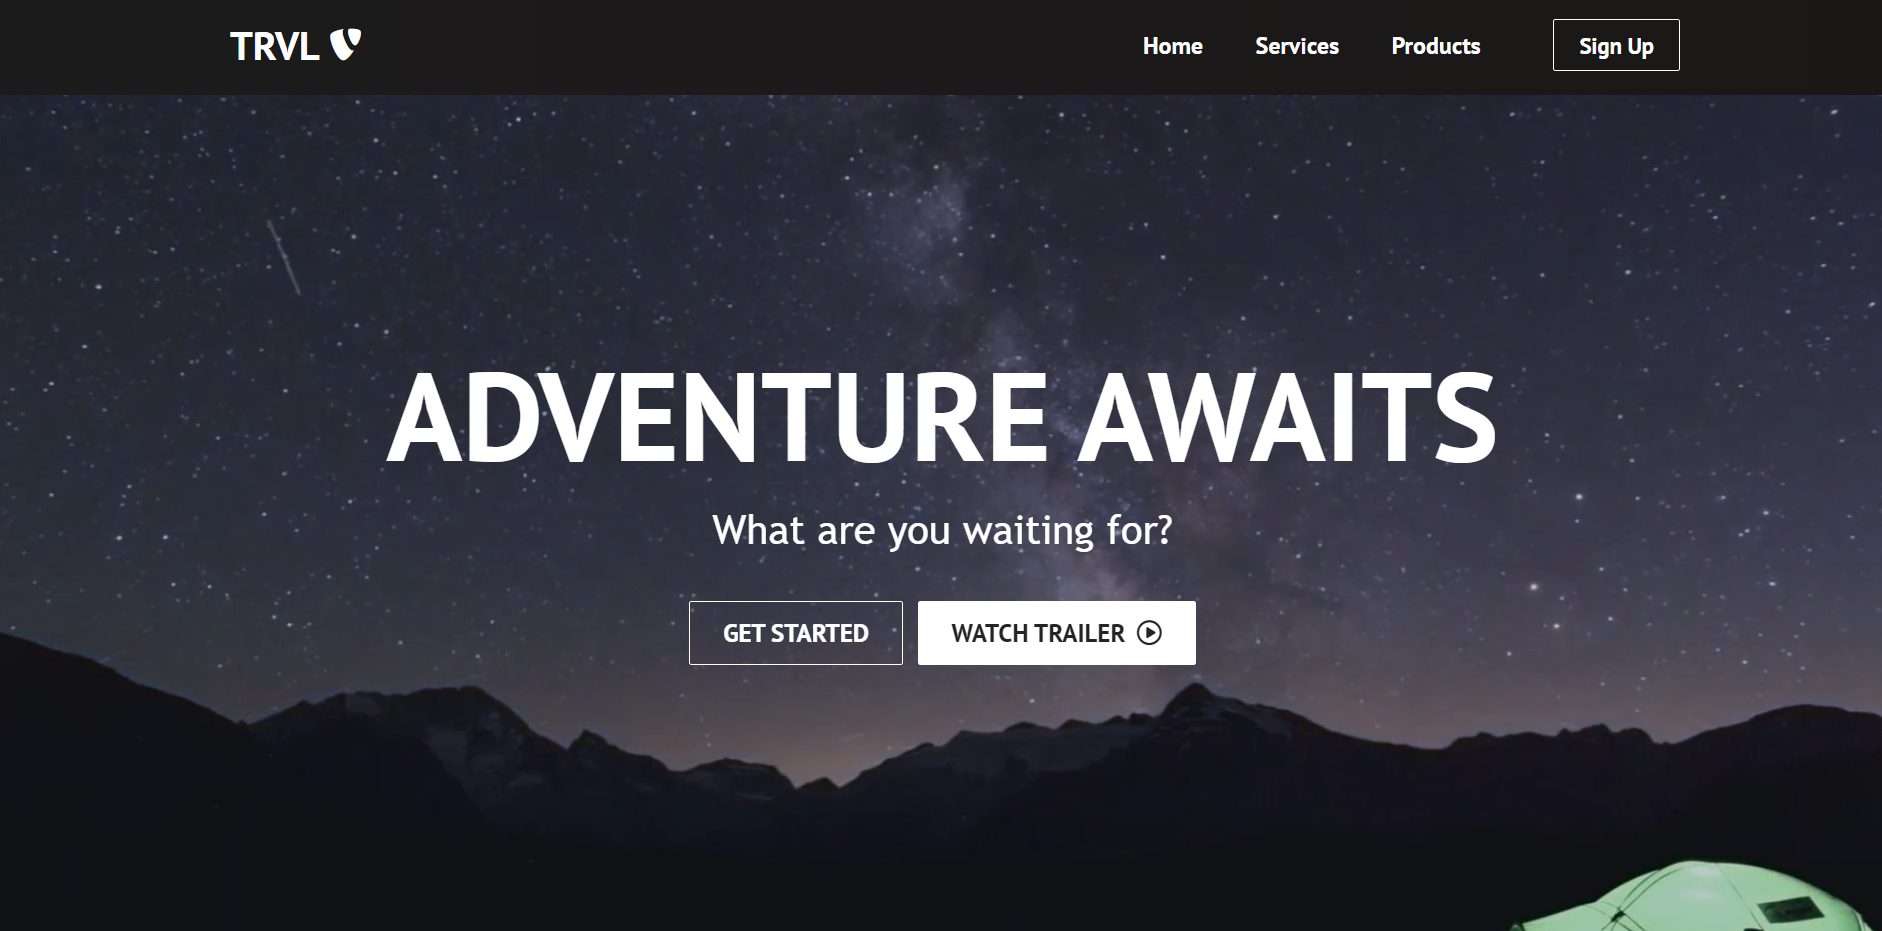 TRVL
Home Services Products Sign Up
ADVENTURE AWAITS
What are you waiting for?
GET STARTED WATCH TRAILER